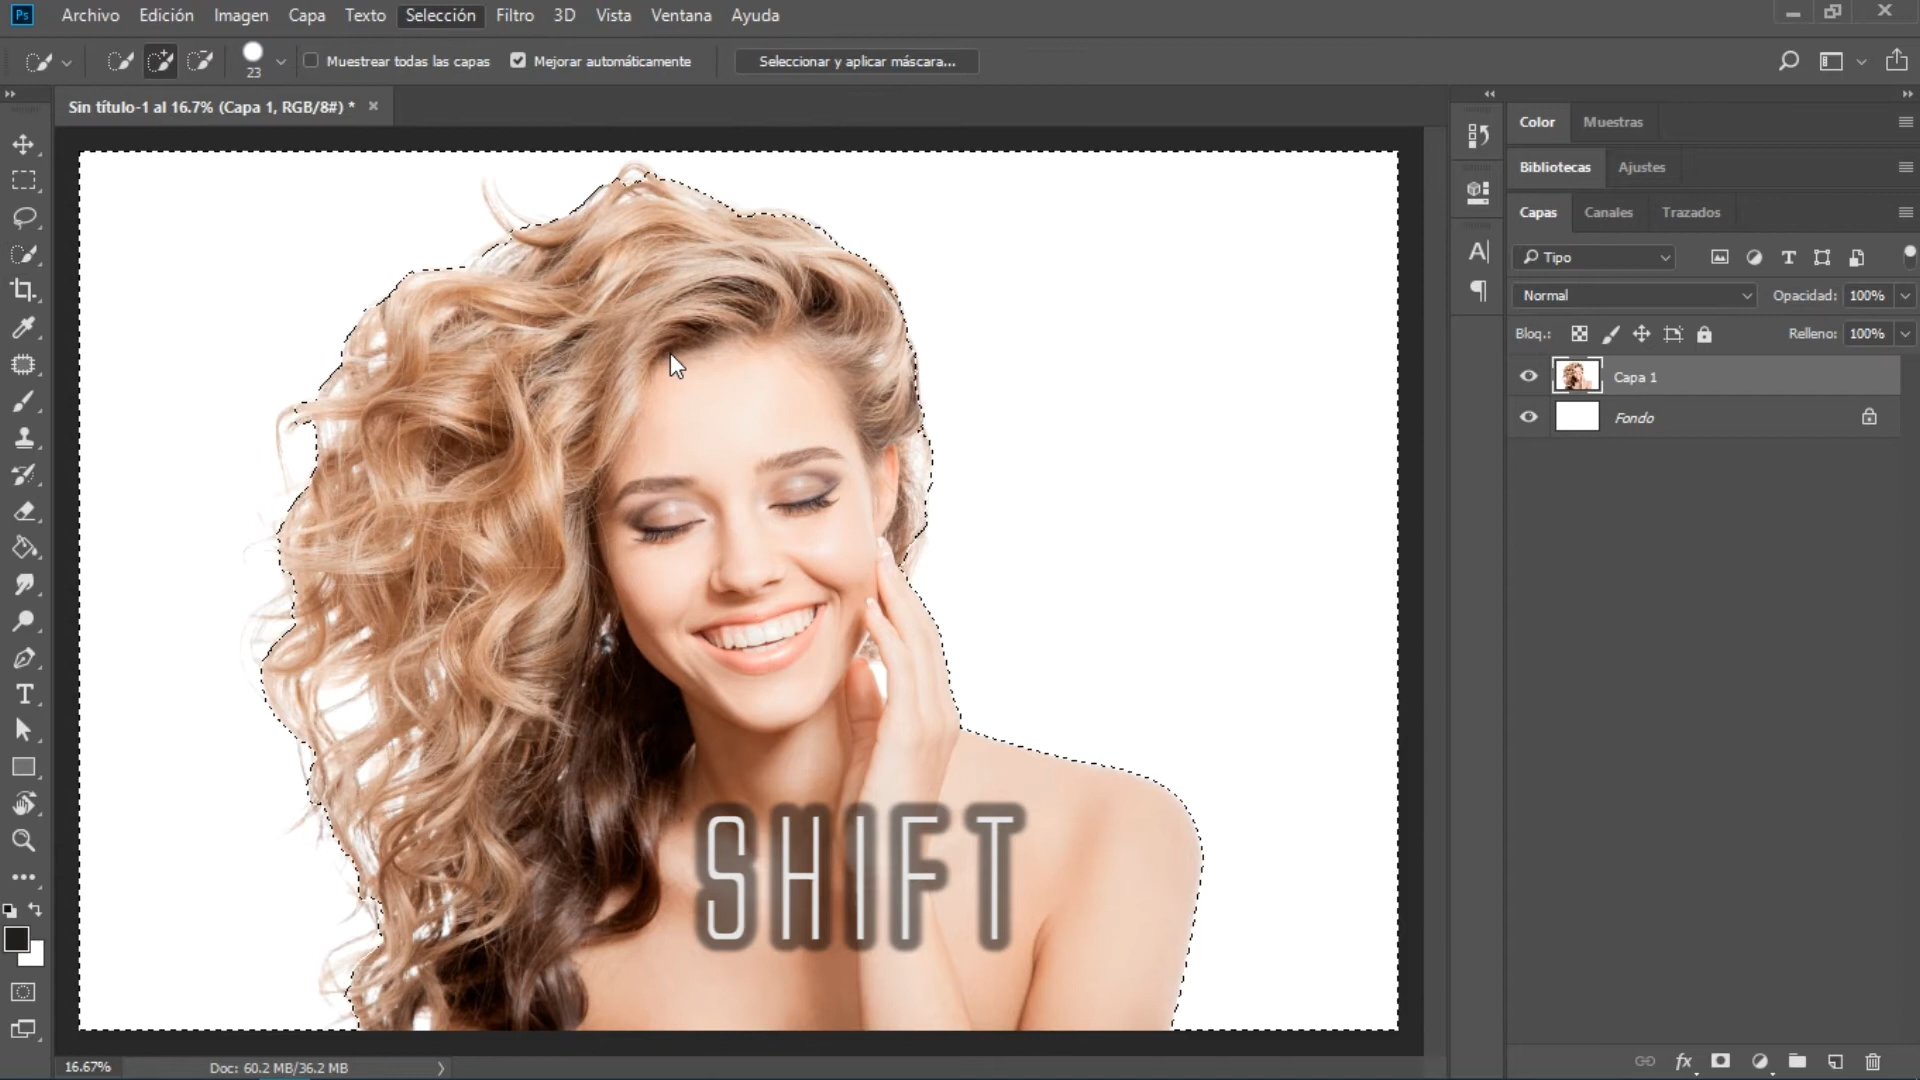 Ps Archivo Edición Imagen Capa Texto Selección Filtro 3D Vista Ventana Ayuda
23 Muestrear todas las capas Mejorar automáticamente Seleccionar y aplicar máscara...
Sin título-1 al 16.7% (Capa 1, RGB/8#) * ×
Color Muestras
Bibliotecas Ajustes
Capas Canales Trazados
Tipo
Normal Opacidad: 100%
Bloq.: Relleno: 100%
Capa 1
Fondo
SHIFT
16.67% Doc: 60.2 MB/36.2 MB